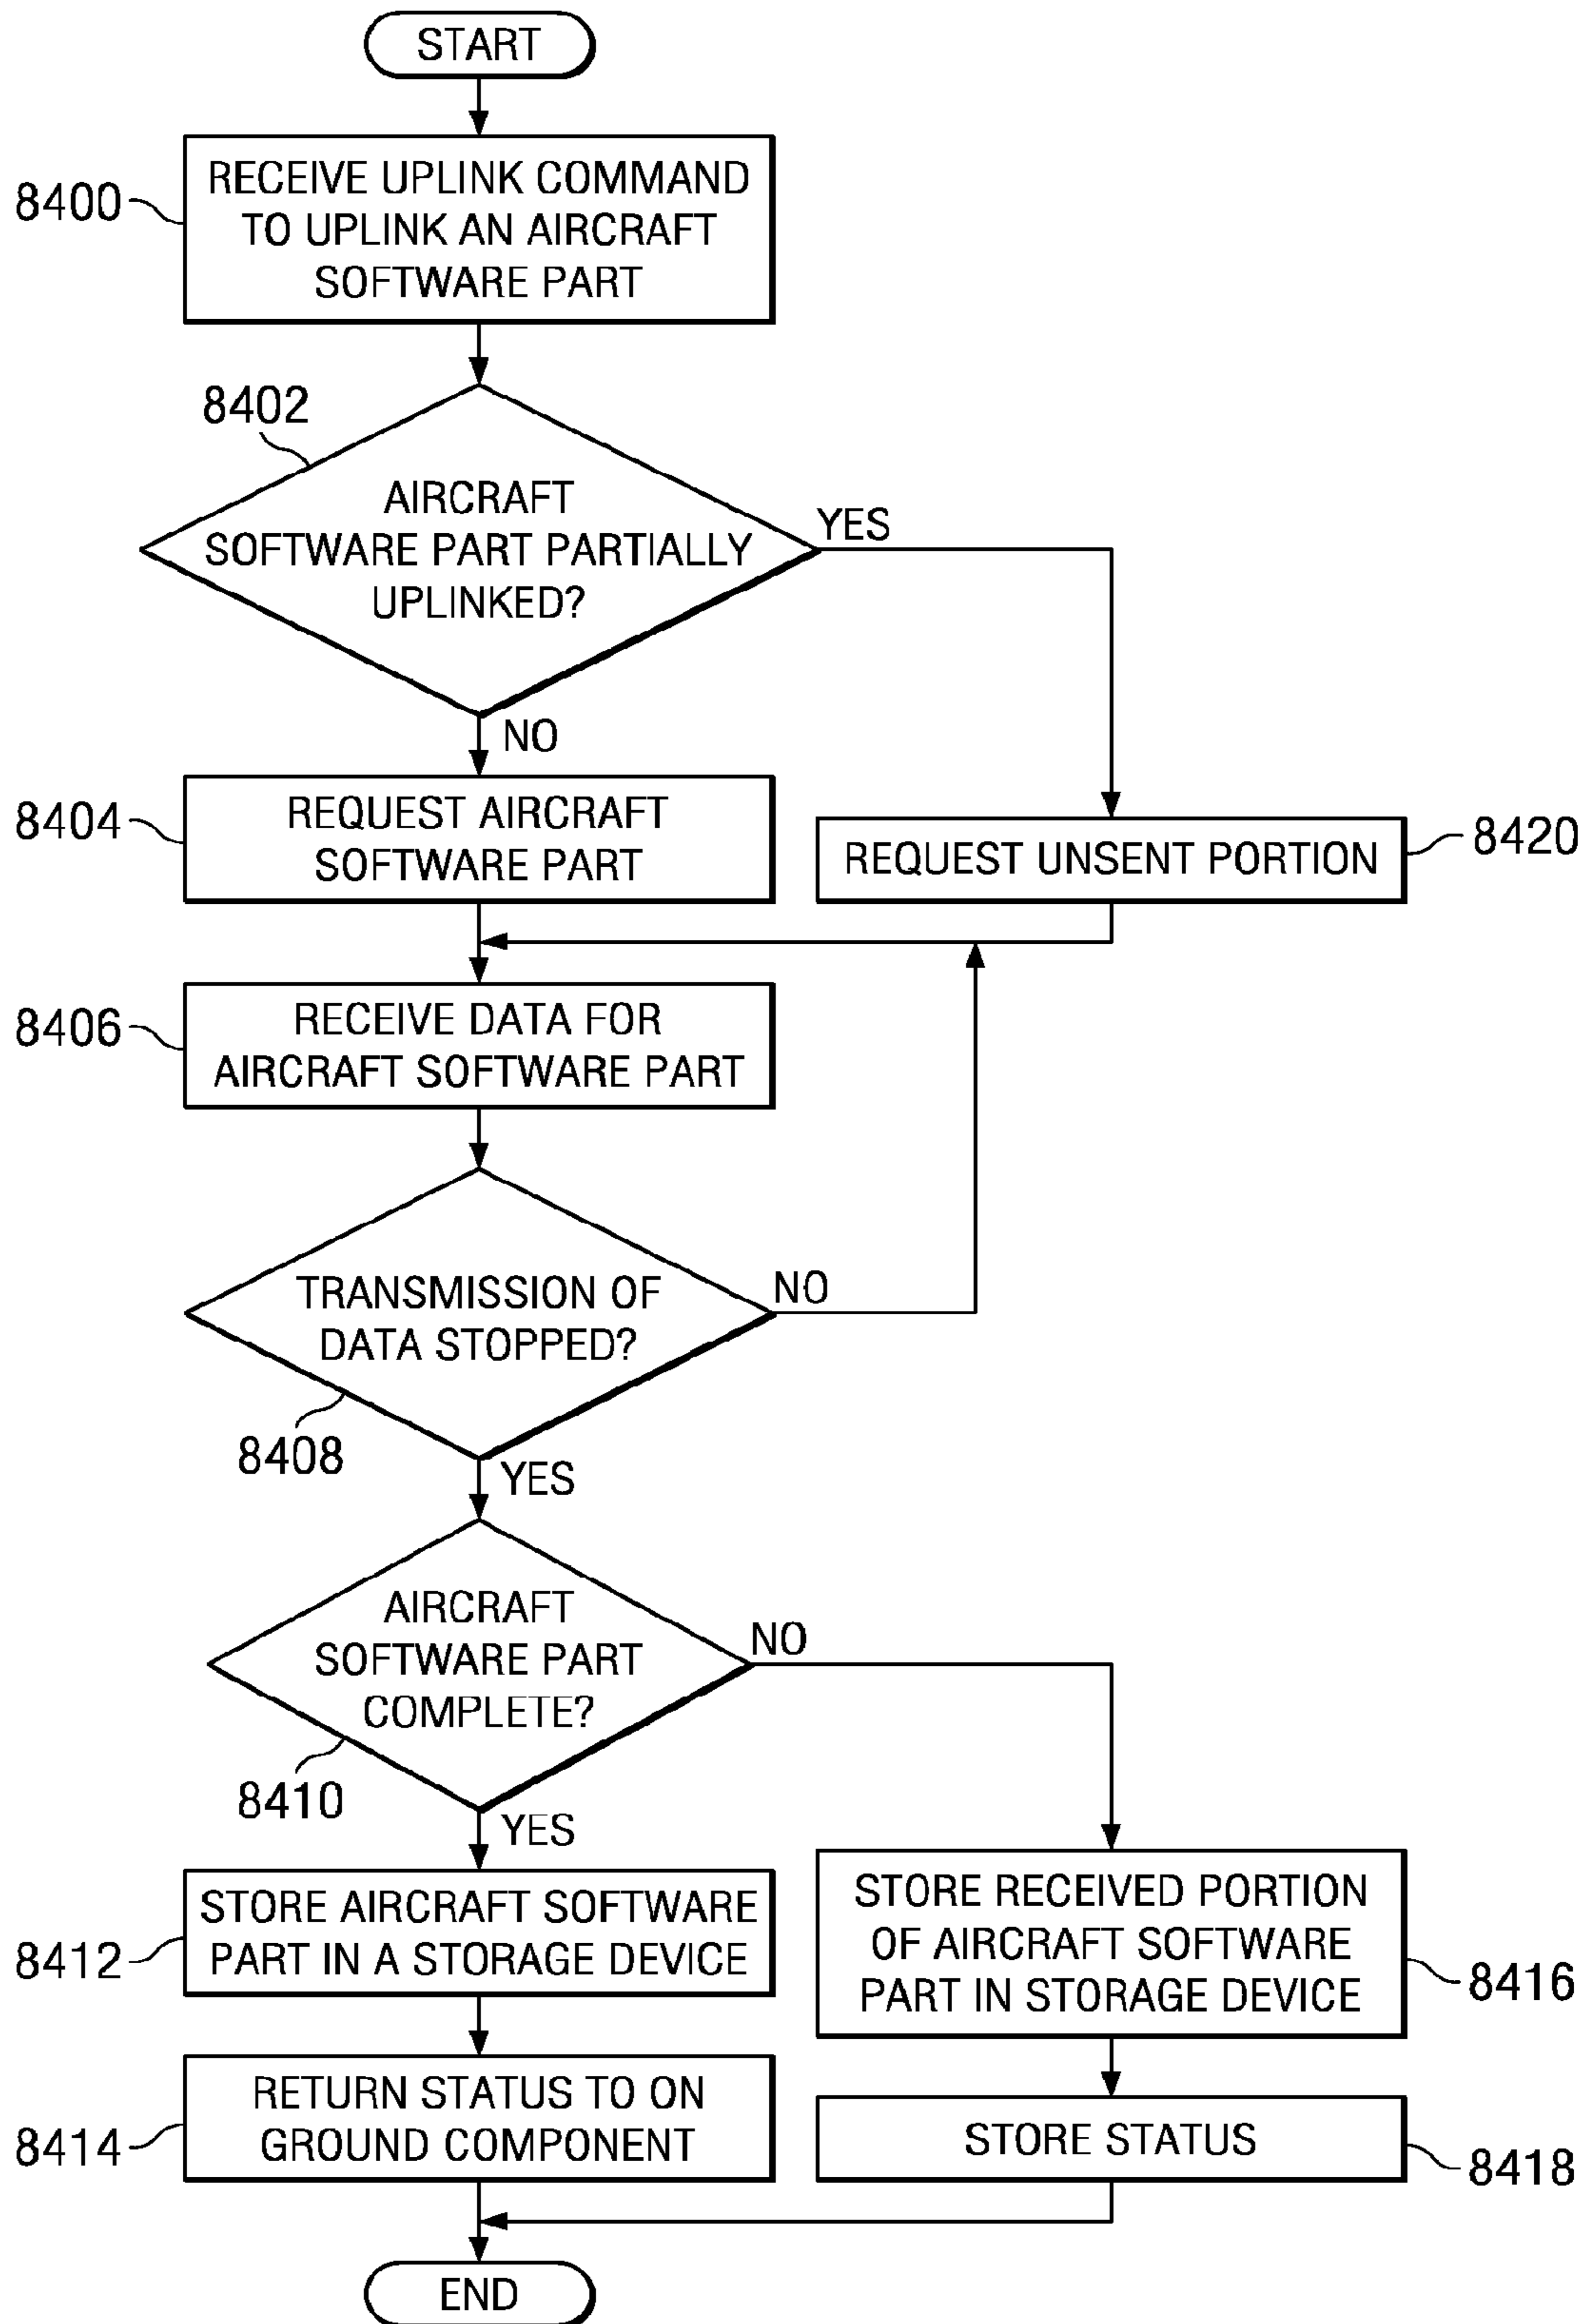 START
8400
RECEIVE UPLINK COMMAND
TO UPLINK AN AIRCRAFT
SOFTWARE PART
8402
AIRCRAFT
SOFTWARE PART PARTIALLY
UPLINKED?
YES
NO
8404
REQUEST AIRCRAFT
SOFTWARE PART
REQUEST UNSENT PORTION
8420
8406
RECEIVE DATA FOR
AIRCRAFT SOFTWARE PART
TRANSMISSION OF
DATA STOPPED?
NO
8408
YES
AIRCRAFT
SOFTWARE PART
COMPLETE?
NO
8410
YES
8412
STORE AIRCRAFT SOFTWARE
PART IN A STORAGE DEVICE
STORE RECEIVED PORTION
OF AIRCRAFT SOFTWARE
PART IN STORAGE DEVICE
8416
8414
RETURN STATUS TO ON
GROUND COMPONENT
STORE STATUS
8418
END